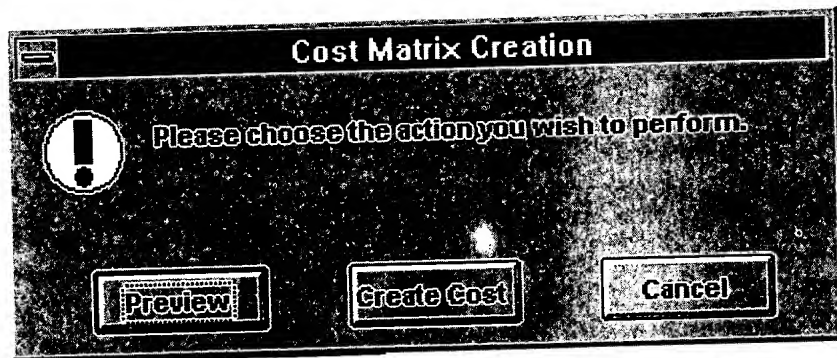 Cost Matrix Creation
Please choose the action you wish to perform.
Preview
Create Cost
Cancel